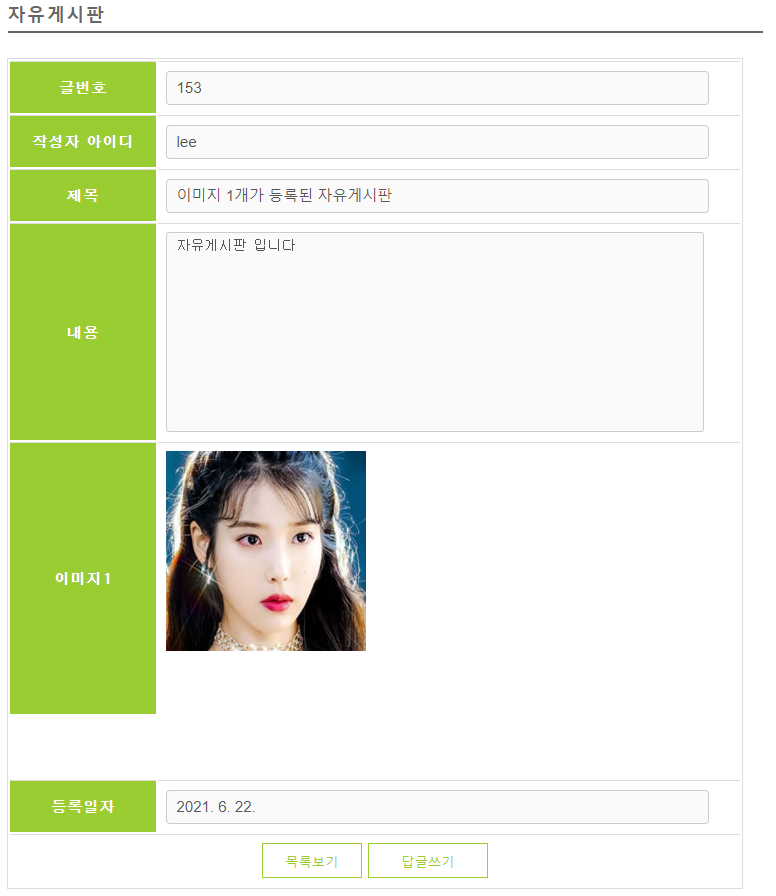 자유게시판
글번호 153
작성자 아이디 lee
제목 이미지 1개가 등록된 자유게시판
내용 자유게시판 입니다
이미지1
등록일자 2021. 6. 22.
목록보기 답글쓰기